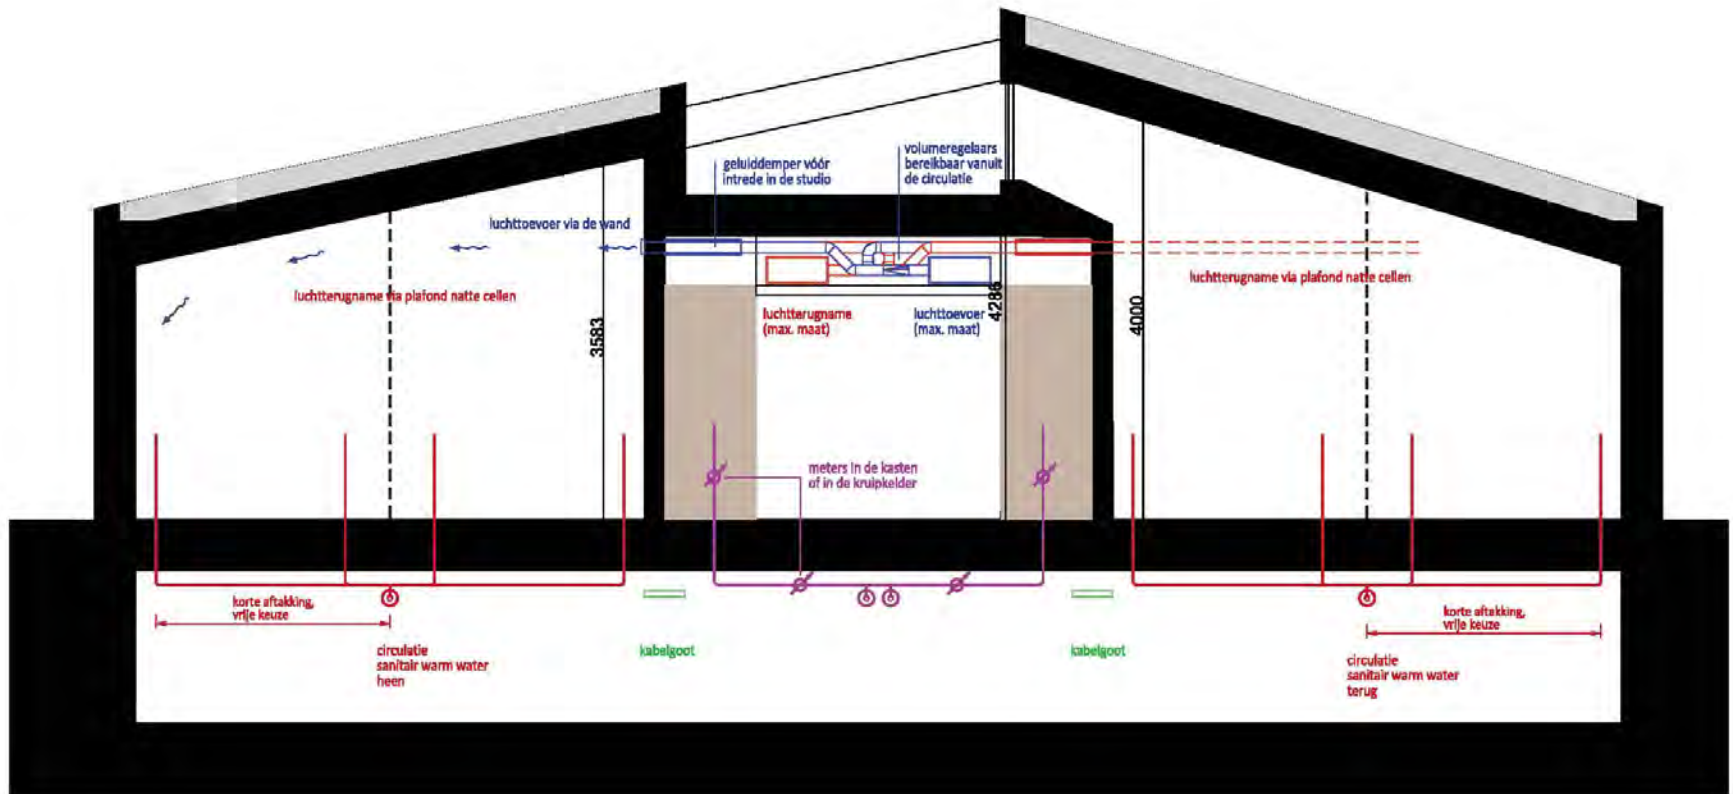 geluiddemper vóór
intrede in de studio
volumeregelaars
bereikbaar vanuit
de circulatie
luchttoevoer via de wand
luchtterugname via plafond natte cellen
luchtterugname via plafond natte cellen
luchtterugname
(max. maat)
luchttoevoer
(max. maat)
3583
4286
4000
meters in de kasten
of in de kruipkelder
korte aftakking,
vrije keuze
circulatie
sanitair warm water
heen
kabelgoot
kabelgoot
korte aftakking,
vrije keuze
circulatie
sanitair warm water
terug